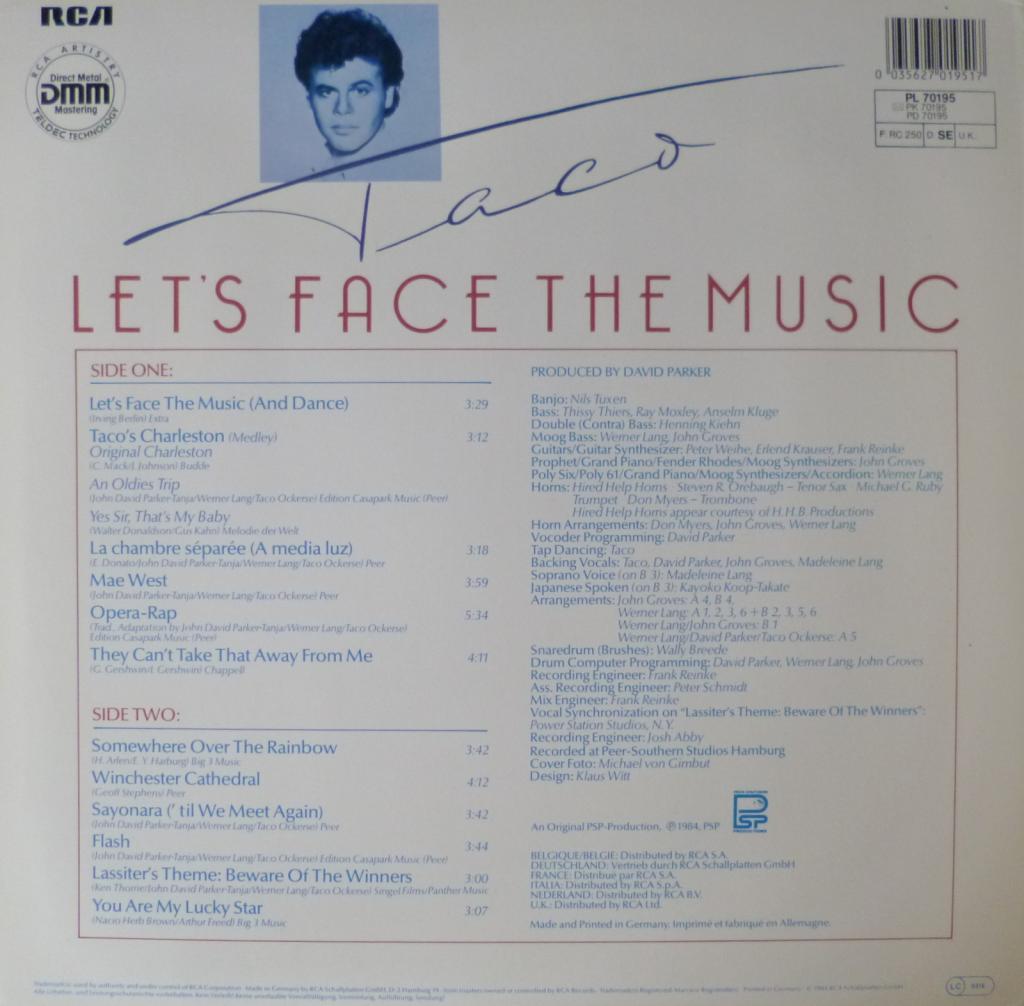 RCA
RCA ARTISTRY
Direct Metal
DMM
Mastering
TELDEC TECHNOLOGY
0 035627 019517
PL 70195
PK 70195
PD 70195
F: RC 250 D: SE U.K.
Taco
LET'S FACE THE MUSIC
SIDE ONE:
Let's Face The Music (And Dance) 3:29
(Irving Berlin) Extra
Taco's Charleston (Medley) 3:12
Original Charleston
(C. Mack/J. Johnson) Budde
An Oldies Trip
(John David Parker-Tanja/Werner Lang/Taco Ockerse) Edition Casapark Music (Peer)
Yes Sir, That's My Baby
(Walter Donaldson/Gus Kahn) Melodie der Welt
La chambre séparée (A media luz) 3:18
(E. Donato/John David Parker-Tanja/Werner Lang/Taco Ockerse) Peer
Mae West 3:59
(John David Parker-Tanja/Werner Lang/Taco Ockerse) Peer
Opera-Rap 5:34
(Trad., Adaptation by John David Parker-Tanja/Werner Lang/Taco Ockerse)
Edition Casapark Music (Peer)
They Can't Take That Away From Me 4:11
(G. Gershwin/I. Gershwin) Chappell
SIDE TWO:
Somewhere Over The Rainbow 3:42
(H. Arlen/E. Y. Harburg) Big 3 Music
Winchester Cathedral 4:12
(Geoff Stephens) Peer
Sayonara (' til We Meet Again) 3:42
(John David Parker-Tanja/Werner Lang/Taco Ockerse) Peer
Flash 3:44
(John David Parker-Tanja/Werner Lang/Taco Ockerse) Edition Casapark Music (Peer)
Lassiter's Theme: Beware Of The Winners 3:00
(Ken Thorne/John David Parker-Tanja/Werner Lang/Taco Ockerse) Singel Films/Panther Music
You Are My Lucky Star 3:07
(Nacio Herb Brown/Arthur Freed) Big 3 Music
PRODUCED BY DAVID PARKER
Banjo: Nils Tuxen
Bass: Thissy Thiers, Ray Moxley, Anselm Kluge
Double (Contra) Bass: Henning Kiehn
Moog Bass: Werner Lang, John Groves
Guitars/Guitar Synthesizer: Peter Weihe, Erlend Krauser, Frank Reinke
Prophet/Grand Piano/Fender Rhodes/Moog Synthesizers: John Groves
Poly Six/Poly 61/Grand Piano/Moog Synthesizers/Accordion: Werner Lang
Horns: Hired Help Horns Steven R. Orebaugh – Tenor Sax Michael G. Ruby
Trumpet Don Myers – Trombone
Hired Help Horns appear courtesy of H.H.B. Productions
Horn Arrangements: Don Myers, John Groves, Werner Lang
Vocoder Programming: David Parker
Tap Dancing: Taco
Backing Vocals: Taco, David Parker, John Groves, Madeleine Lang
Soprano Voice (on B 3): Madeleine Lang
Japanese Spoken (on B 3): Kayoko Koop-Takate
Arrangements: John Groves: A 4, B 4,
Werner Lang: A 1, 2, 3, 6 + B 2, 3, 5, 6
Werner Lang/John Groves: B 1
Werner Lang/David Parker/Taco Ockerse: A 5
Snaredrum (Brushes): Wally Breede
Drum Computer Programming: David Parker, Werner Lang, John Groves
Recording Engineer: Frank Reinke
Ass. Recording Engineer: Peter Schmidt
Mix Engineer: Frank Reinke
Vocal Synchronization on "Lassiter's Theme: Beware Of The Winners":
Power Station Studios, N.Y.
Recording Engineer: Josh Abby
Recorded at Peer-Southern Studios Hamburg
Cover Foto: Michael von Gimbut
Design: Klaus Witt
PSP
PRODUCTIONS
An Original PSP-Production, ℗1984, PSP
BELGIQUE/BELGIE: Distributed by RCA S.A.
DEUTSCHLAND: Vertrieb durch RCA Schallplatten GmbH
FRANCE: Distribué par RCA S.A.
ITALIA: Distributed by RCA S.p.A.
NEDERLAND: Distributed by RCA B.V.
U.K.: Distributed by RCA Ltd.
Made and Printed in Germany. Imprimé et fabriqué en Allemagne.
LC 0316